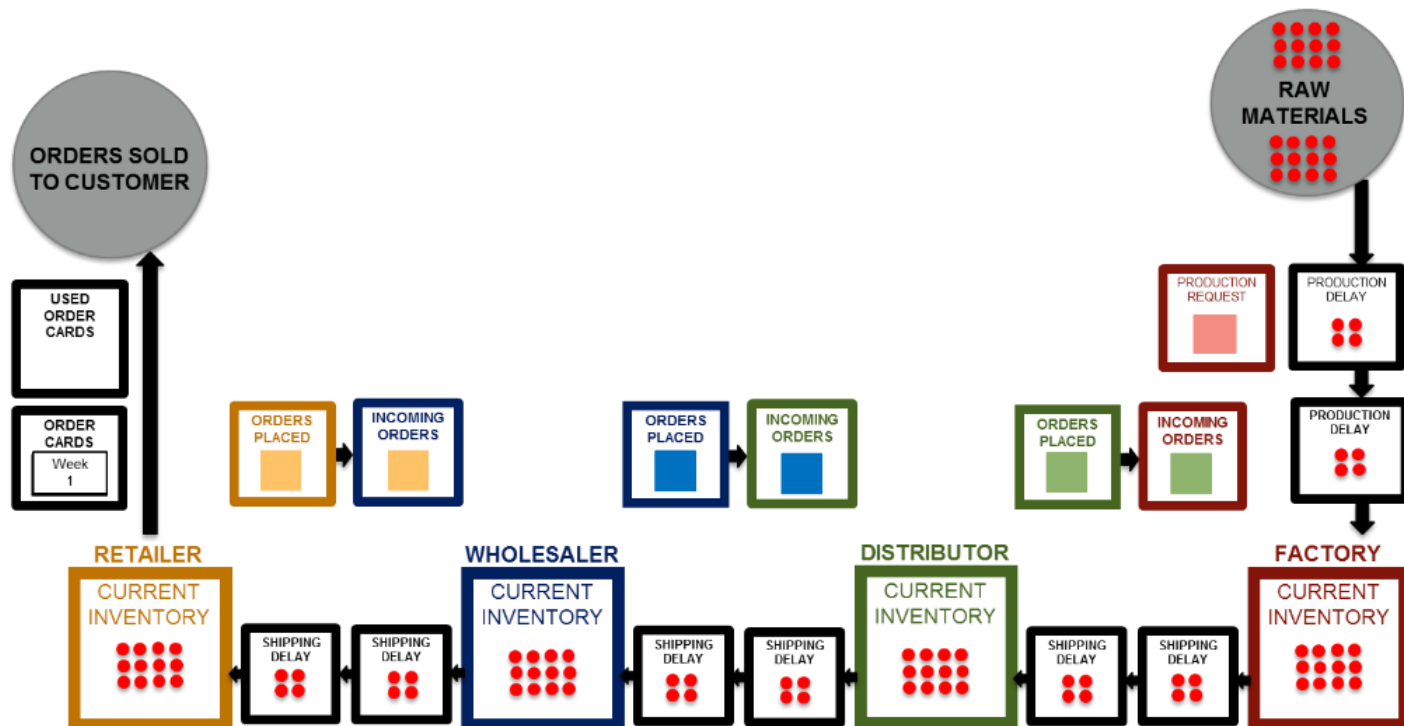 RAW
MATERIALS
ORDERS SOLD
TO CUSTOMER
USED
ORDER
CARDS
PRODUCTION
REQUEST
PRODUCTION
DELAY
ORDER
CARDS
Week
1
ORDERS
PLACED
INCOMING
ORDERS
ORDERS
PLACED
INCOMING
ORDERS
ORDERS
PLACED
INCOMING
ORDERS
PRODUCTION
DELAY
RETAILER
CURRENT
INVENTORY
SHIPPING
DELAY
SHIPPING
DELAY
WHOLESALER
CURRENT
INVENTORY
SHIPPING
DELAY
SHIPPING
DELAY
DISTRIBUTOR
CURRENT
INVENTORY
SHIPPING
DELAY
SHIPPING
DELAY
FACTORY
CURRENT
INVENTORY